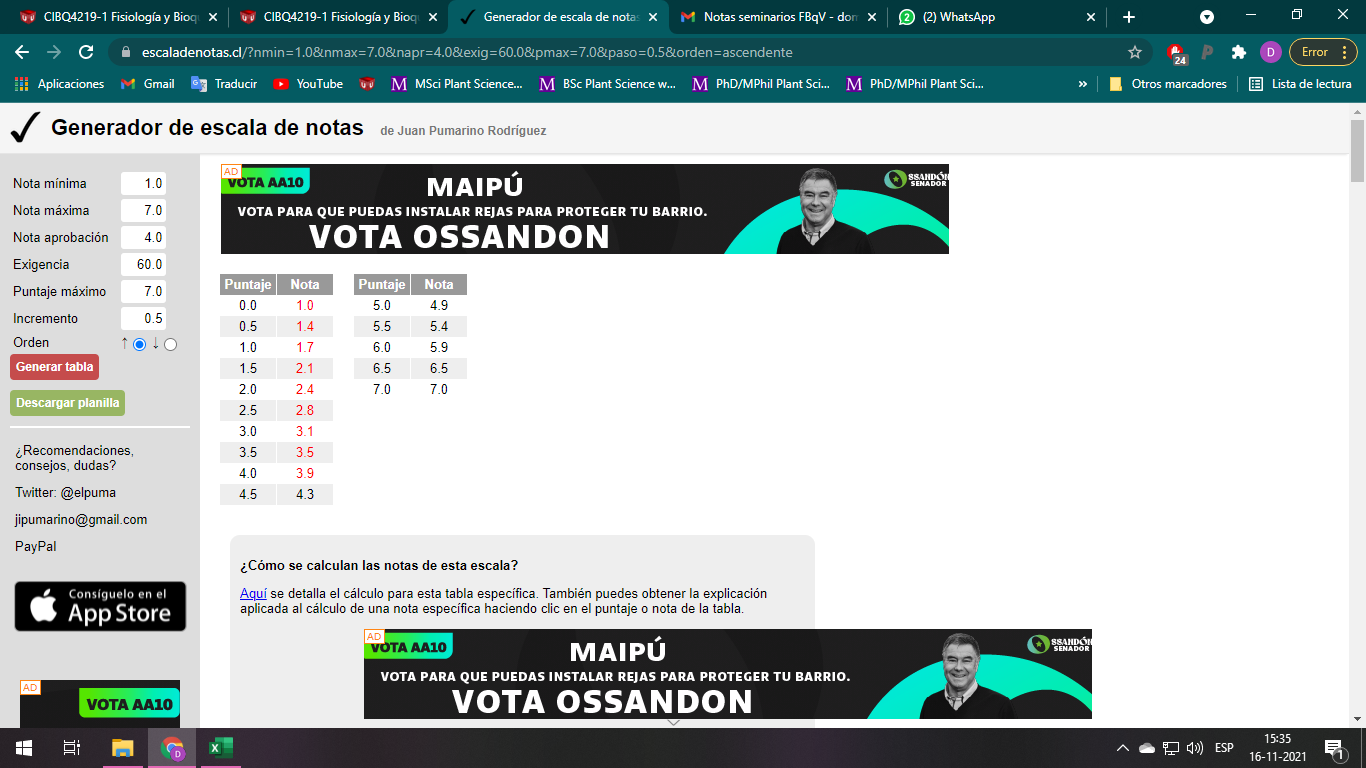 CIBQ4219-1 Fisiología y Bioqu
CIBQ4219-1 Fisiología y Bioqu
Generador de escala de notas
Notas seminarios FBqV - dom
(2) WhatsApp
escaladenotas.cl/?nmin=1.0&nmax=7.0&napr=4.0&exig=60.0&pmax=7.0&paso=0.5&orden=ascendente
24
D
Error
Aplicaciones
Gmail
Traducir
YouTube
MSci Plant Science...
BSc Plant Science w...
PhD/MPhil Plant Sci...
PhD/MPhil Plant Sci...
»
Otros marcadores
Lista de lectura
Generador de escala de notas de Juan Pumarino Rodríguez
Nota mínima 1.0
Nota máxima 7.0
Nota aprobación 4.0
Exigencia 60.0
Puntaje máximo 7.0
Incremento 0.5
Orden ↑ ↓
Generar tabla
Descargar planilla
¿Recomendaciones,
consejos, dudas?
Twitter: @elpuma
jipumarino@gmail.com
PayPal
Consíguelo en el
App Store
AD
VOTA AA10
AD
VOTA AA10
MAIPÚ
VOTA PARA QUE PUEDAS INSTALAR REJAS PARA PROTEGER TU BARRIO.
VOTA OSSANDON
SSANDÓN
SENADOR
Puntaje Nota
0.0 1.0
0.5 1.4
1.0 1.7
1.5 2.1
2.0 2.4
2.5 2.8
3.0 3.1
3.5 3.5
4.0 3.9
4.5 4.3
Puntaje Nota
5.0 4.9
5.5 5.4
6.0 5.9
6.5 6.5
7.0 7.0
¿Cómo se calculan las notas de esta escala?
Aquí se detalla el cálculo para esta tabla específica. También puedes obtener la explicación
aplicada al cálculo de una nota específica haciendo clic en el puntaje o nota de la tabla.
AD
VOTA AA10
MAIPÚ
VOTA PARA QUE PUEDAS INSTALAR REJAS PARA PROTEGER TU BARRIO.
VOTA OSSANDON
SSANDÓN
SENADOR
D
ESP
15:35
16-11-2021
1